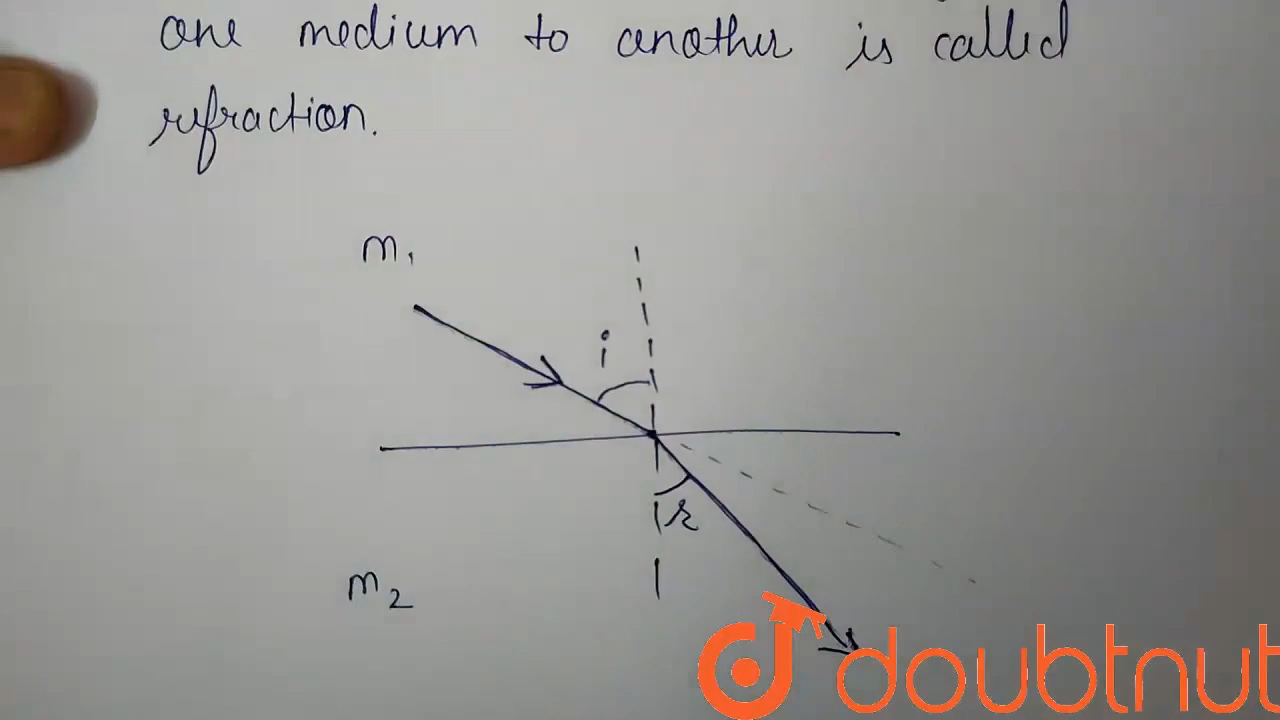 one medium to another is called
refraction.
m₁
i
r
m₂
doubtnut